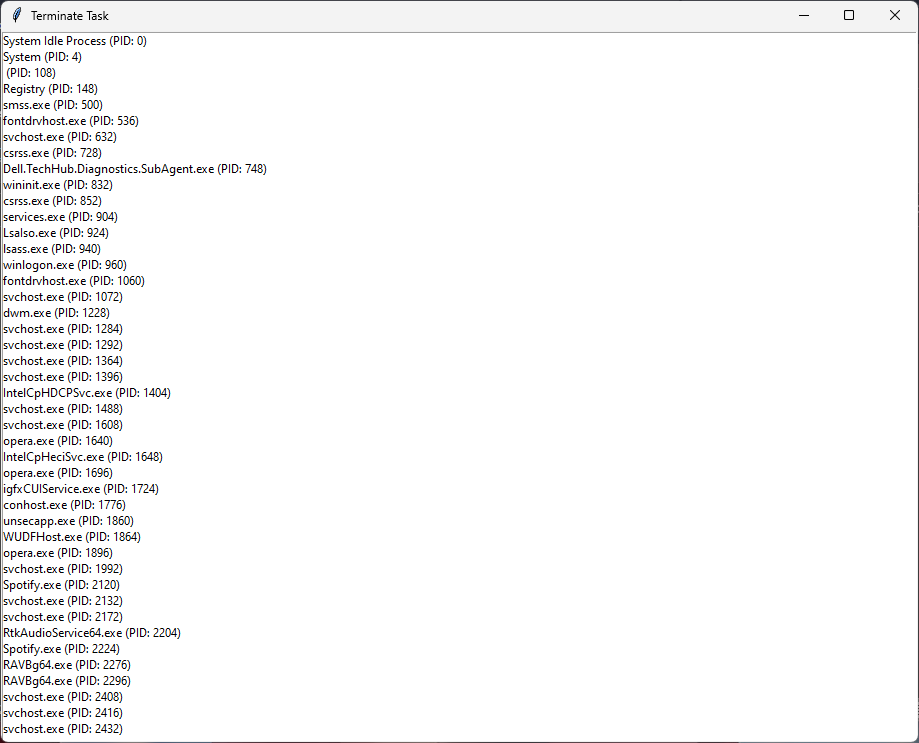 Terminate Task
System Idle Process (PID: 0)
System (PID: 4)
(PID: 108)
Registry (PID: 148)
smss.exe (PID: 500)
fontdrvhost.exe (PID: 536)
svchost.exe (PID: 632)
csrss.exe (PID: 728)
Dell.TechHub.Diagnostics.SubAgent.exe (PID: 748)
wininit.exe (PID: 832)
csrss.exe (PID: 852)
services.exe (PID: 904)
LsaIso.exe (PID: 924)
lsass.exe (PID: 940)
winlogon.exe (PID: 960)
fontdrvhost.exe (PID: 1060)
svchost.exe (PID: 1072)
dwm.exe (PID: 1228)
svchost.exe (PID: 1284)
svchost.exe (PID: 1292)
svchost.exe (PID: 1364)
svchost.exe (PID: 1396)
IntelCpHDCPSvc.exe (PID: 1404)
svchost.exe (PID: 1488)
svchost.exe (PID: 1608)
opera.exe (PID: 1640)
IntelCpHeciSvc.exe (PID: 1648)
opera.exe (PID: 1696)
igfxCUIService.exe (PID: 1724)
conhost.exe (PID: 1776)
unsecapp.exe (PID: 1860)
WUDFHost.exe (PID: 1864)
opera.exe (PID: 1896)
svchost.exe (PID: 1992)
Spotify.exe (PID: 2120)
svchost.exe (PID: 2132)
svchost.exe (PID: 2172)
RtkAudioService64.exe (PID: 2204)
Spotify.exe (PID: 2224)
RAVBg64.exe (PID: 2276)
RAVBg64.exe (PID: 2296)
svchost.exe (PID: 2408)
svchost.exe (PID: 2416)
svchost.exe (PID: 2432)